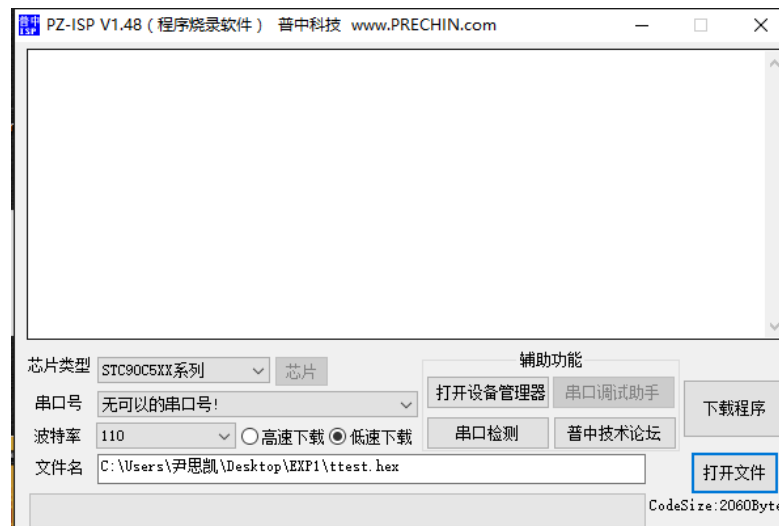 普中
ISP
PZ-ISP V1.48（程序烧录软件） 普中科技 www.PRECHIN.com
芯片类型 STC90C5XX系列 芯片
辅助功能
打开设备管理器 串口调试助手
下载程序
串口号 无可以的串口号!
波特率 110 高速下载 低速下载
串口检测 普中技术论坛
文件名 C:\Users\尹思凯\Desktop\EXP1\ttest.hex
打开文件
CodeSize:2060Byte